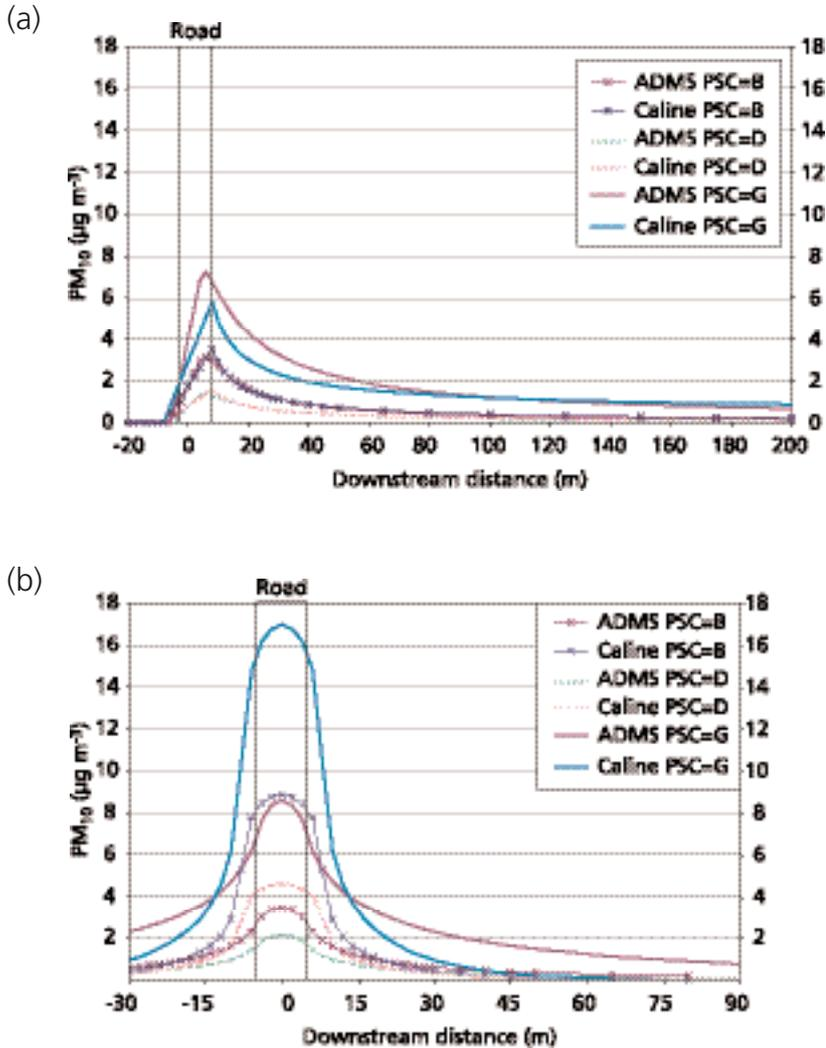 (a)
Road
18 18
16 16
14 14
12 12
10 10
8 8
6 6
4 4
2 2
0 0
PM10 (μg m-3)
ADMS PSC=B
Caline PSC=B
ADMS PSC=D
Caline PSC=D
ADMS PSC=G
Caline PSC=G
-20 0 20 40 60 80 100 120 140 160 180 200
Downstream distance (m)
(b)
Road
18 18
16 16
14 14
12 12
10 10
8 8
6 6
4 4
2 2
PM10 (μg m-3)
ADMS PSC=B
Caline PSC=B
ADMS PSC=D
Caline PSC=D
ADMS PSC=G
Caline PSC=G
-30 -15 0 15 30 45 60 75 90
Downstream distance (m)